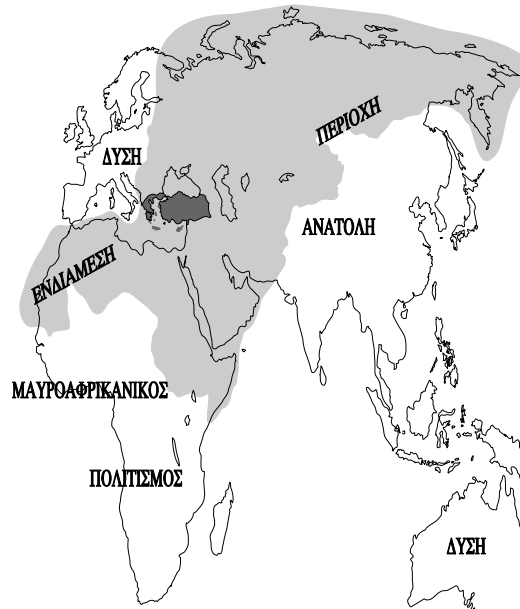 ΠΕΡΙΟΧΗ
ΔΥΣΗ
ΑΝΑΤΟΛΗ
ΕΝΔΙΑΜΕΣΗ
ΜΑΥΡΟΑΦΡΙΚΑΝΙΚΟΣ
ΠΟΛΙΤΙΣΜΟΣ
ΔΥΣΗ